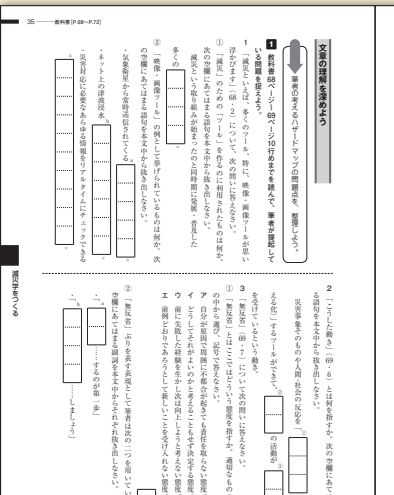 35 教科書[P.68〜P.72]
文章の理解を深めよう
筆者の考えるハザードマップの問題点を、整理しよう。
1 教科書68ページ〜69ページ10行めまでを読んで、筆者が提起して
いる問題を捉えよう。
1 「減災といえば、多くのツール、特に、映像・画像ツールが思い
浮かびます」（68・2）について、次の問いに答えなさい。
① 「減災」のための「ツール」を作るのに利用されたものは何か。
次の空欄にあてはまる語句を本文中から抜き出しなさい。
減災という取り組みが始まったのと同時期に発展・普及した
多くの
。
② 「映像・画像ツール」の例として挙げられているものは何か。次
の空欄にあてはまる語句を本文中から抜き出しなさい。
・気象衛星から常時送信されてくるa
。
・ネット上の津波浸水b
。
・災害対応に必要なあらゆる情報をリアルタイムにチェックできる
c
。
2 「こうした動き」（69・6）とは何を指すか。次の空欄にあて
る語句を本文中から抜き出しなさい。
災害事象そのものや人間・社会の反応を「①
える化）」するツールができて、②
の活動が③
を受けているという動き。
3 「無反省」（69・7）について次の問いに答えなさい。
① 「無反省」とはここではどういう態度を指すか。適切なもの
の中から選び、記号で答えなさい。
ア 自分が原因で周囲に不都合が起きても責任を取らない態度。
イ どうしてそれがよいのかと考えることもせず決定する態度。
ウ 前に失敗した経験を生かし次は向上しようと考えない態度。
エ 前例どおりであろうとして新しいことを受け入れない態度。
② 「無反省」ぶりを表す表現として筆者は次の二つを用いてい
空欄にあてはまる副詞を本文中からそれぞれ抜き出しなさい。
・「a
……するのが第一歩」
・「b
……しましょう」
減災学をつくる